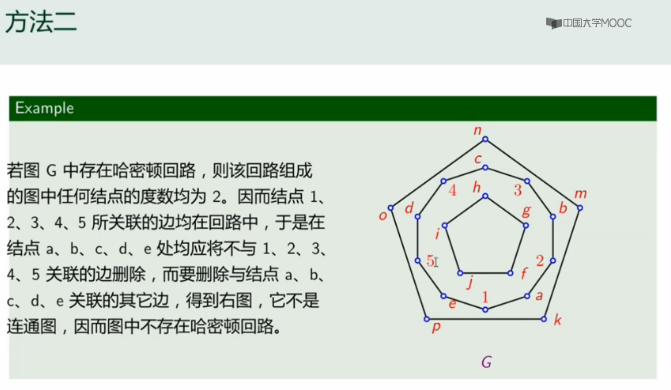 方法二
中国大学MOOC
Example
若图 G 中存在哈密顿回路，则该回路组成
的图中任何结点的度数均为 2。因而结点 1、
2、3、4、5 所关联的边均在回路中，于是在
结点 a、b、c、d、e 处均应将不与 1、2、3、
4、5 关联的边删除，而要删除与结点 a、b、
c、d、e 关联的其它边，得到右图，它不是
连通图，因而图中不存在哈密顿回路。
n
c
4
h
3
m
o
d
g
b
i
5
2
j
f
e
1
a
p
k
G